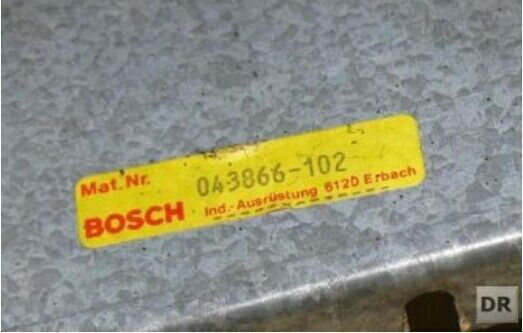 Mat.Nr. 043866-102
BOSCH Ind.-Ausrüstung 6120 Erbach
DR